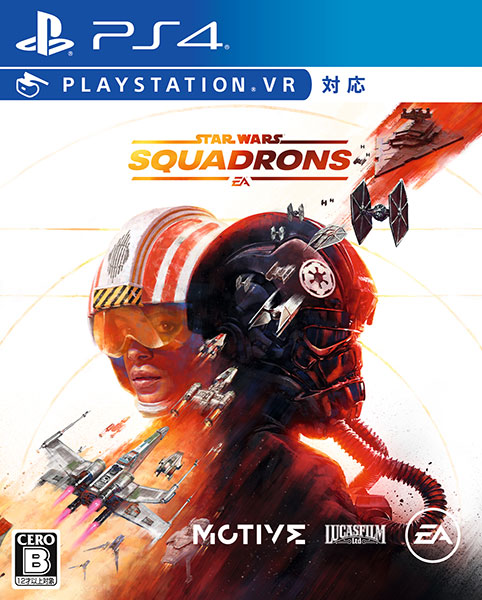 PS4
PLAYSTATION®VR 対応
STAR WARS
SQUADRONS
EA
MOTIVE
LUCASFILM
Ltd
EA
CERO
B
12才以上対象